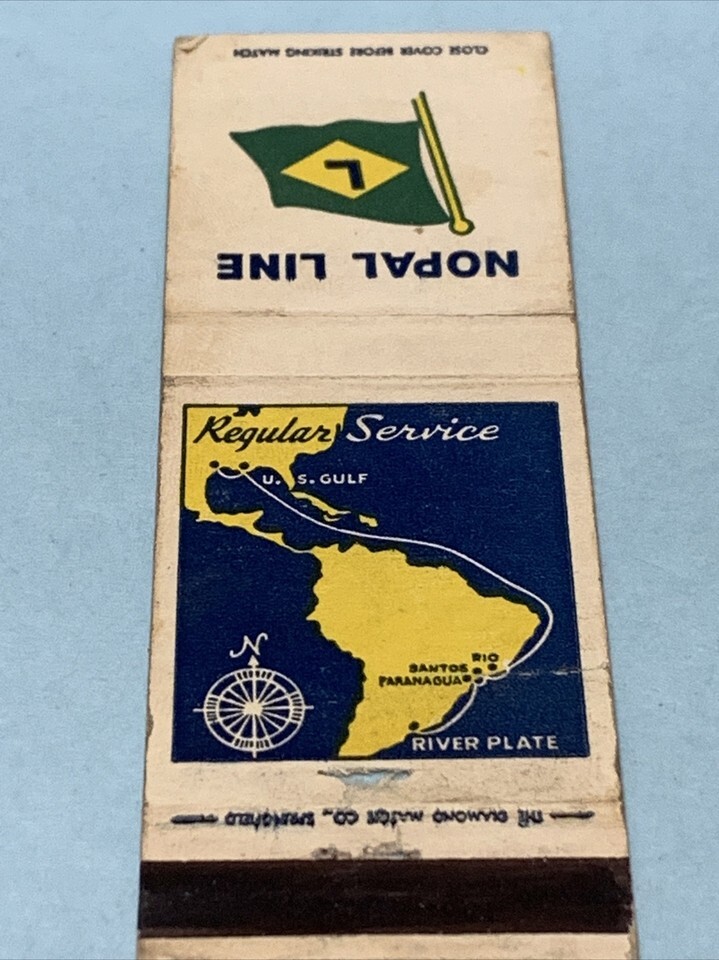 CLOSE COVER BEFORE STRIKING MATCH
L
NOPAL LINE
Regular Service
U. S. GULF
N
RIO
SANTOS
PARANAGUA
RIVER PLATE
THE DIAMOND MATCH CO., SPRINGFIELD